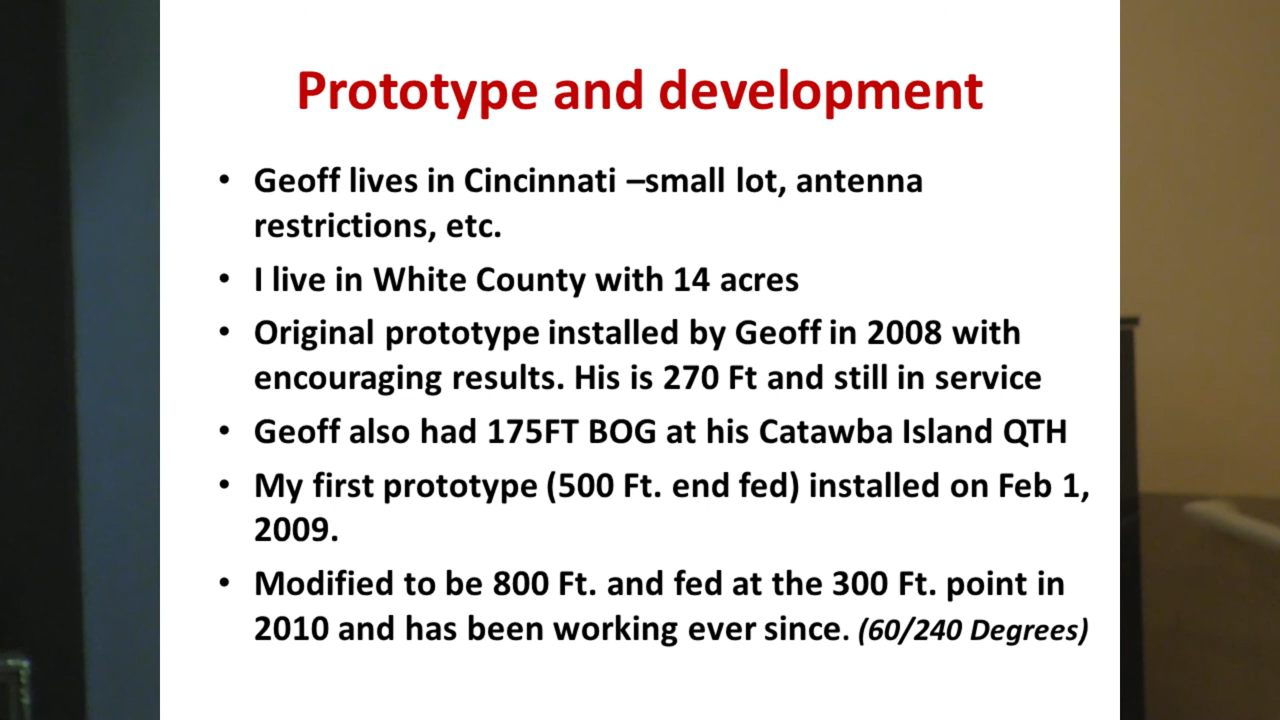 Prototype and development
• Geoff lives in Cincinnati –small lot, antenna
restrictions, etc.
• I live in White County with 14 acres
• Original prototype installed by Geoff in 2008 with
encouraging results. His is 270 Ft and still in service
• Geoff also had 175FT BOG at his Catawba Island QTH
• My first prototype (500 Ft. end fed) installed on Feb 1,
2009.
• Modified to be 800 Ft. and fed at the 300 Ft. point in
2010 and has been working ever since. (60/240 Degrees)